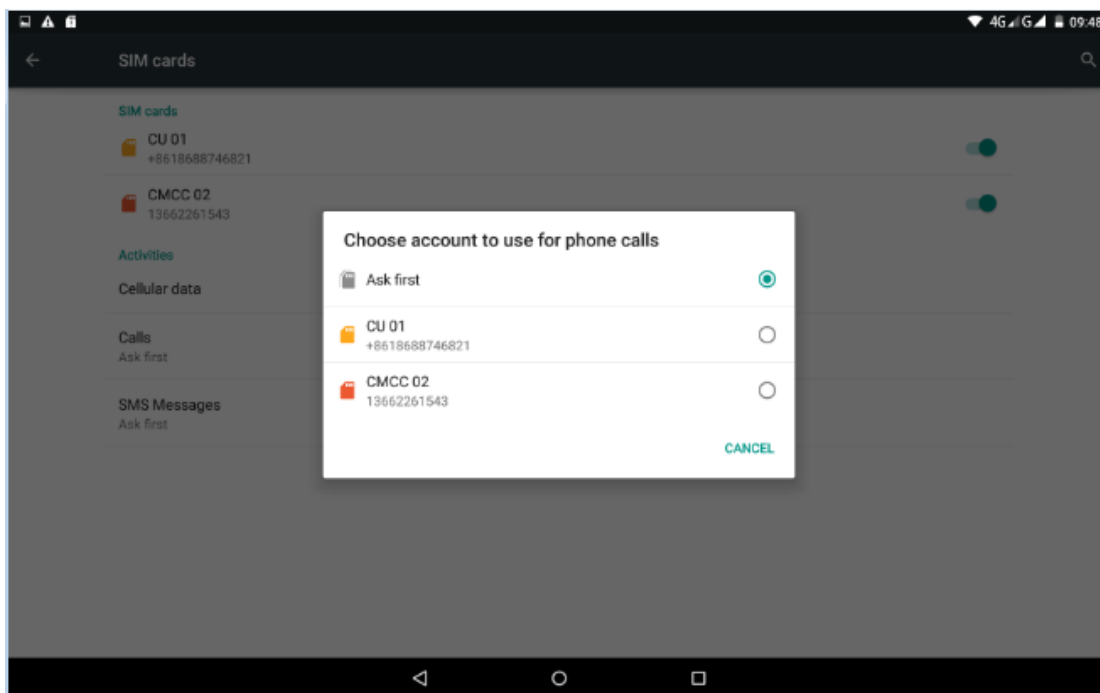 4G G 09:48
SIM cards
SIM cards
CU 01
+8618688746821
CMCC 02
13662261543
Activities
Cellular data
Calls
Ask first
SMS Messages
Ask first
Choose account to use for phone calls
Ask first
CU 01
+8618688746821
CMCC 02
13662261543
CANCEL